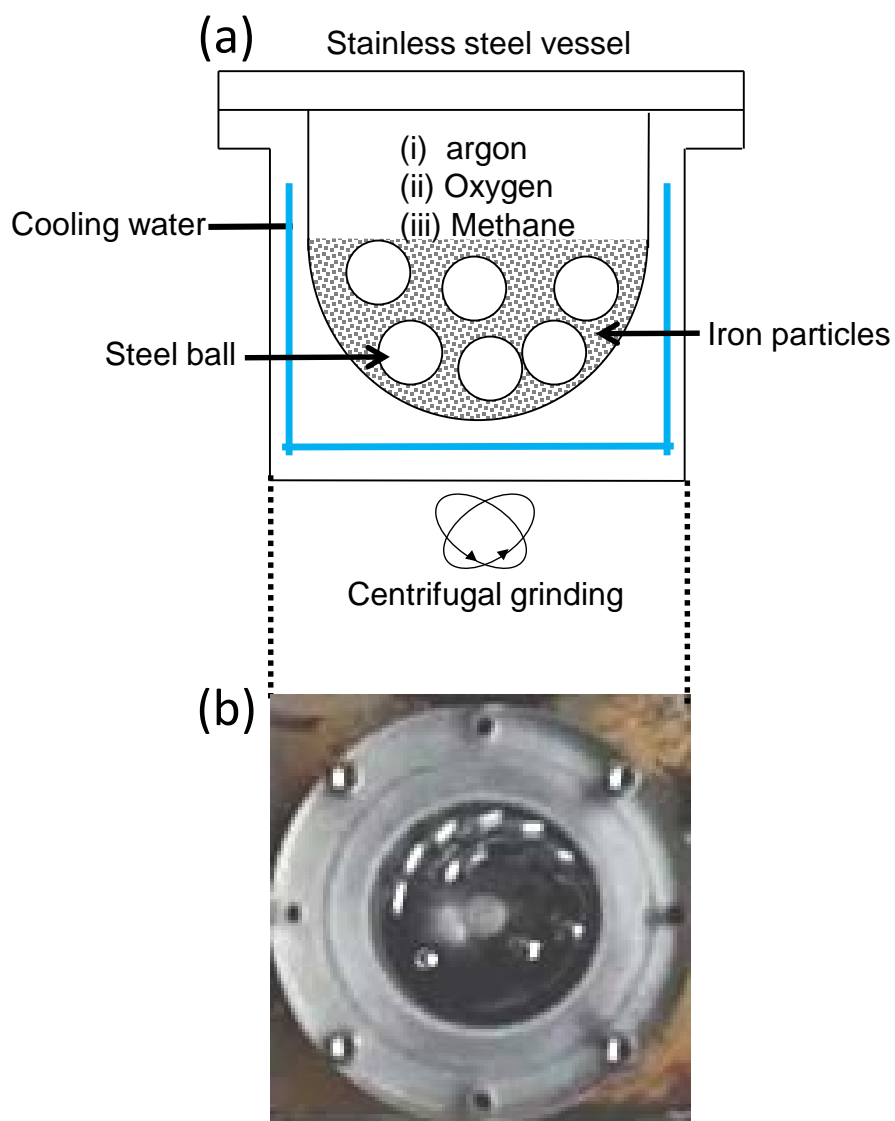 (a)
Stainless steel vessel
(i) argon
(ii) Oxygen
(iii) Methane
Cooling water
Iron particles
Steel ball
Centrifugal grinding
(b)